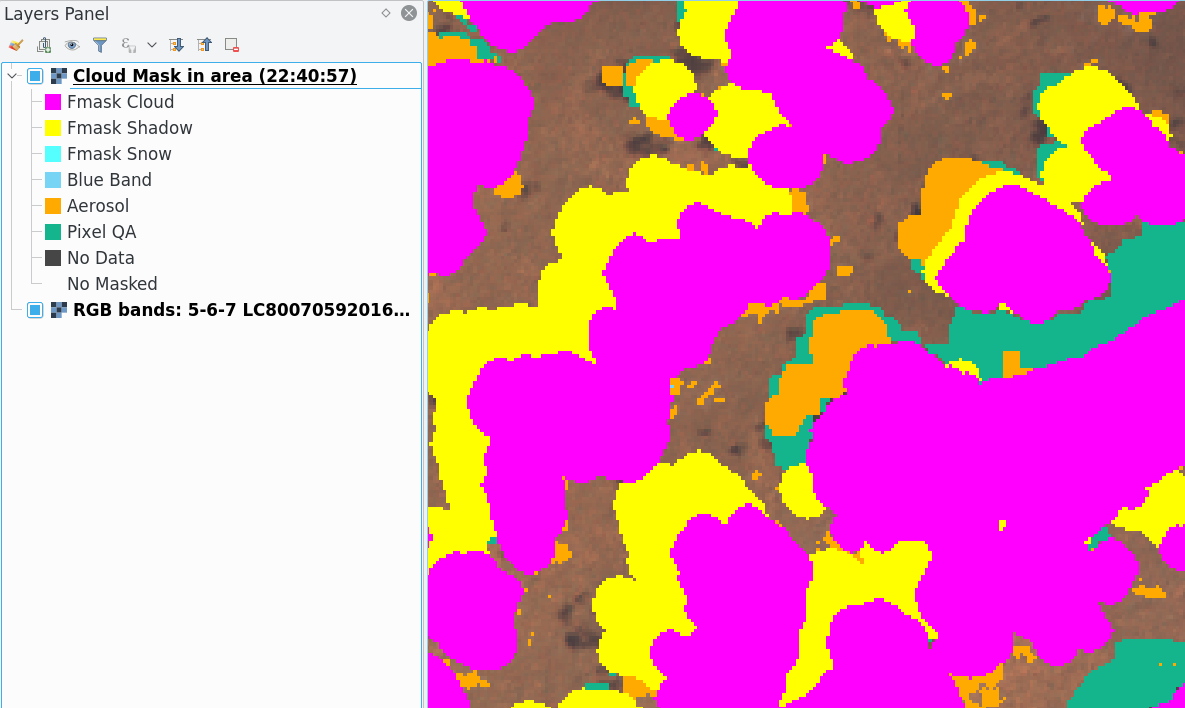 Layers Panel
Cloud Mask in area (22:40:57)
Fmask Cloud
Fmask Shadow
Fmask Snow
Blue Band
Aerosol
Pixel QA
No Data
No Masked
RGB bands: 5-6-7 LC80070592016...